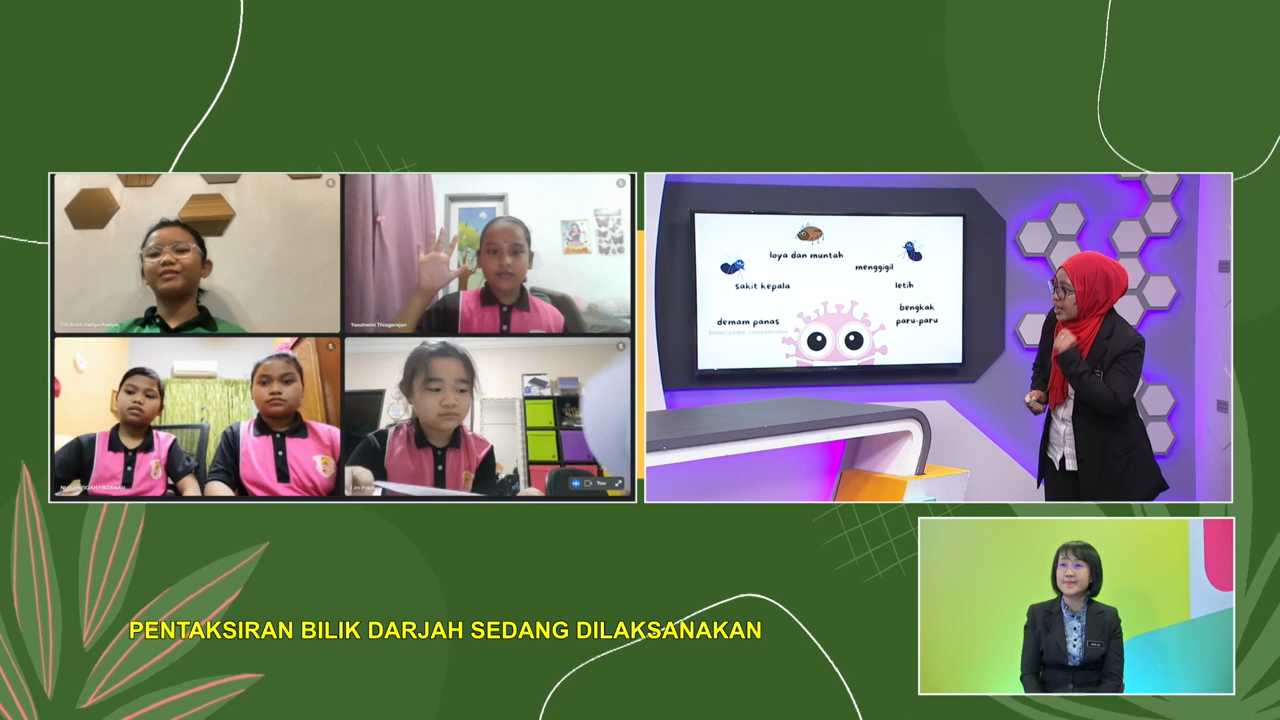 Yaashwini Thiagarajan
loya dan muntah
menggigil
sakit kepala
letih
bengkak
paru-paru
demam panas
You
PENTAKSIRAN BILIK DARJAH SEDANG DILAKSANAKAN